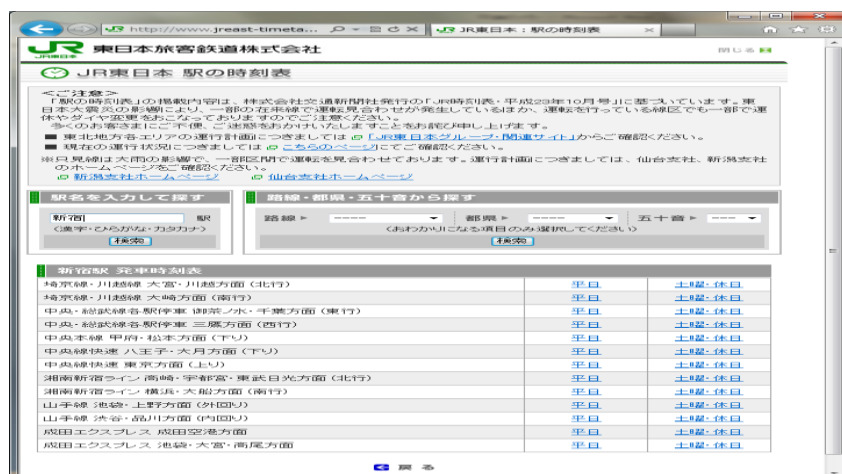 http://www.jreast-timeta...
JR東日本:駅の時刻表
JR東日本
東日本旅客鉄道株式会社
閉じる
JR東日本 駅の時刻表
<ご注意>
「駅の時刻表」の掲載内容は、株式会社交通新聞社発行の「JR時刻表・平成29年10月号」に基づいています。東
日本大震災の影響により、一部の在来線で運転見合わせが発生しているほか、運転を行っている線区でも一部で運
休やダイヤ変更をおこなっておりますのでご注意ください。
多くのお客さまにご不便、ご迷惑をおかけいたしますことをお詫び申し上げます。
■ 東北地方各エリアの運行計画につきましては「JR東日本グループ・関連サイト」からご確認ください。
■ 現在の運行状況につきましては こちらのページにてご確認ください。
※只見線は大雨の影響で、一部区間で運転を見合わせております。運行計画につきましては、仙台支社、新潟支社
のホームページをご確認ください。
新潟支社ホームページ 仙台支社ホームページ
駅名を入力して探す 路線・都県・五十音から探す
新宿 駅 路線 ---- 都県 ---- 五十音 ---
(漢字・ひらがな・カタカナ) (おわかりになる項目のみ選択してください)
検索 検索
新宿駅 発車時刻表
埼京線・川越線 大宮・川越方面(北行) 平日 土曜・休日
埼京線・川越線 大崎方面(南行) 平日 土曜・休日
中央・総武線各駅停車 御茶ノ水・千葉方面(東行) 平日 土曜・休日
中央・総武線各駅停車 三鷹方面(西行) 平日 土曜・休日
中央本線 甲府・松本方面(下り) 平日 土曜・休日
中央線快速 八王子・大月方面(下り) 平日 土曜・休日
中央線快速 東京方面(上り) 平日 土曜・休日
湘南新宿ライン 高崎・宇都宮・東武日光方面(北行) 平日 土曜・休日
湘南新宿ライン 横浜・大船方面(南行) 平日 土曜・休日
山手線 池袋・上野方面(外回り) 平日 土曜・休日
山手線 渋谷・品川方面(内回り) 平日 土曜・休日
成田エクスプレス 成田空港方面 平日 土曜・休日
成田エクスプレス 池袋・大宮・高尾方面 平日 土曜・休日
戻る